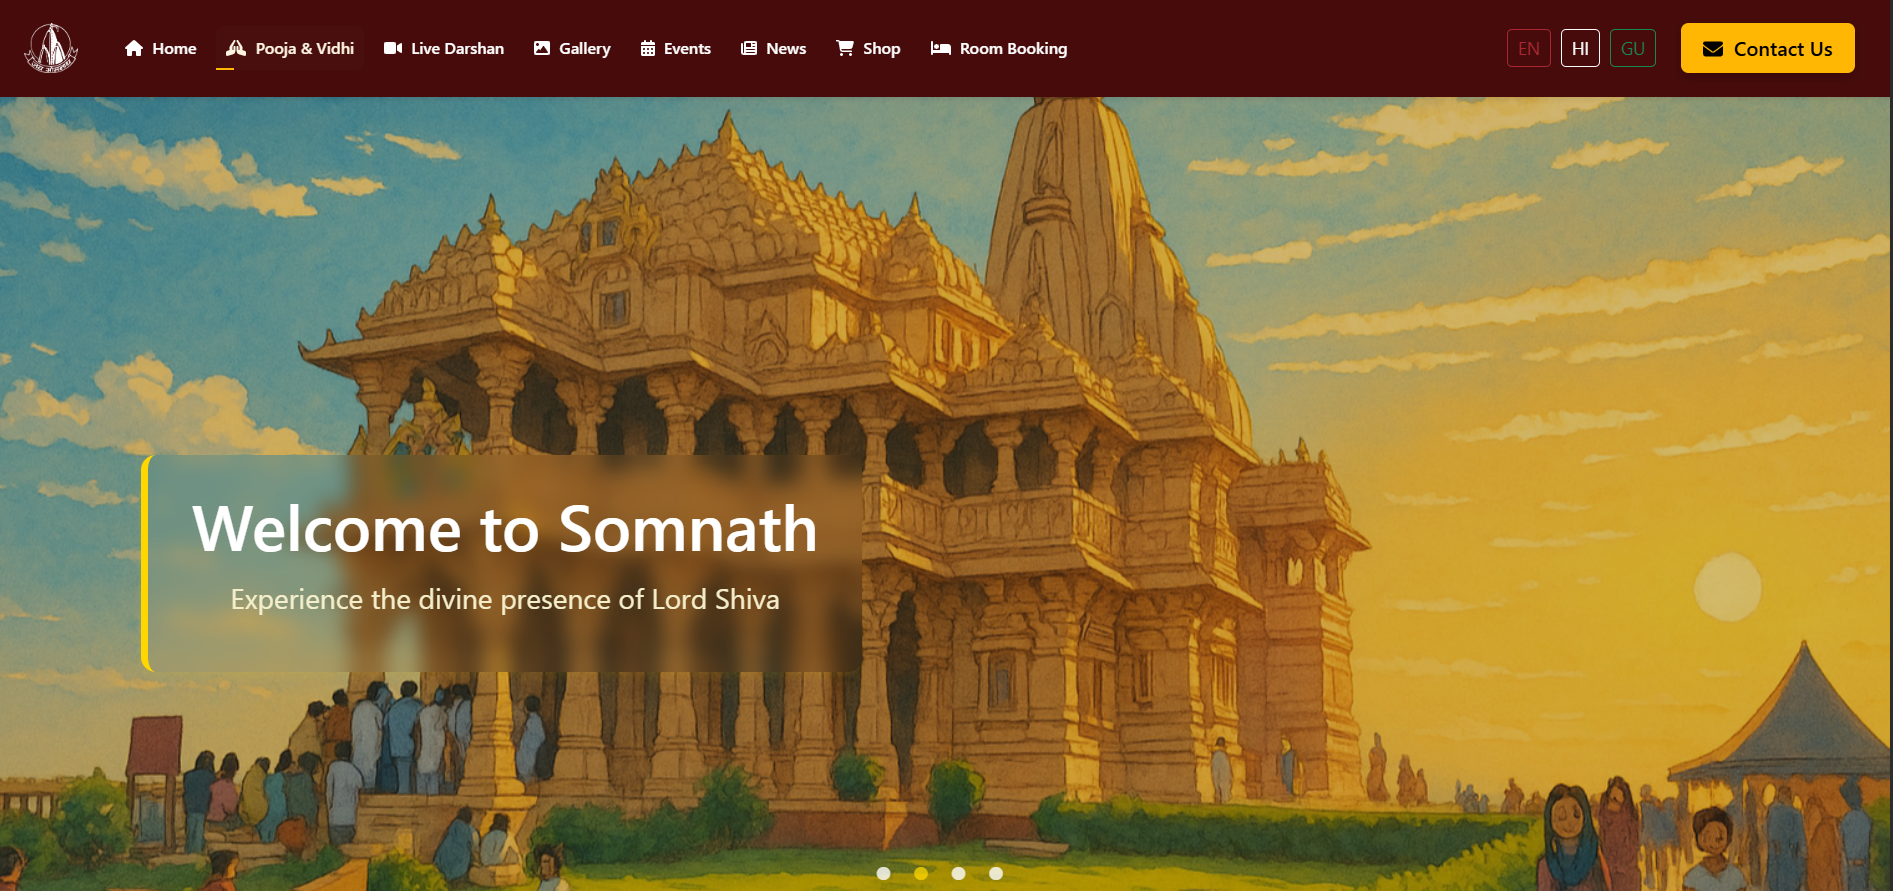 Home
Pooja & Vidhi
Live Darshan
Gallery
Events
News
Shop
Room Booking
EN
HI
GU
Contact Us
Welcome to Somnath
Experience the divine presence of Lord Shiva